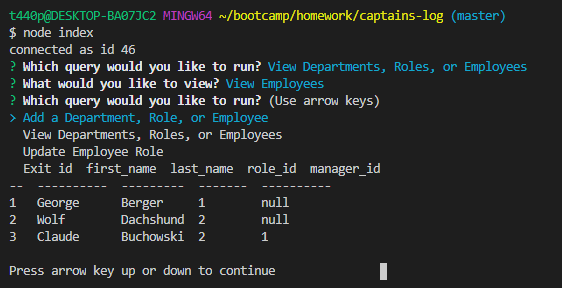 t440p@DESKTOP-BA07JC2 MINGW64 ~/bootcamp/homework/captains-log (master)
$ node index
connected as id 46
? Which query would you like to run? View Departments, Roles, or Employees
? What would you like to view? View Employees
? Which query would you like to run? (Use arrow keys)
> Add a Department, Role, or Employee
  View Departments, Roles, or Employees
  Update Employee Role
  Exit id  first_name  last_name  role_id  manager_id
--  ----------  ---------  -------  ----------
1   George      Berger     1        null
2   Wolf        Dachshund  2        null
3   Claude      Buchowski  2        1
Press arrow key up or down to continue